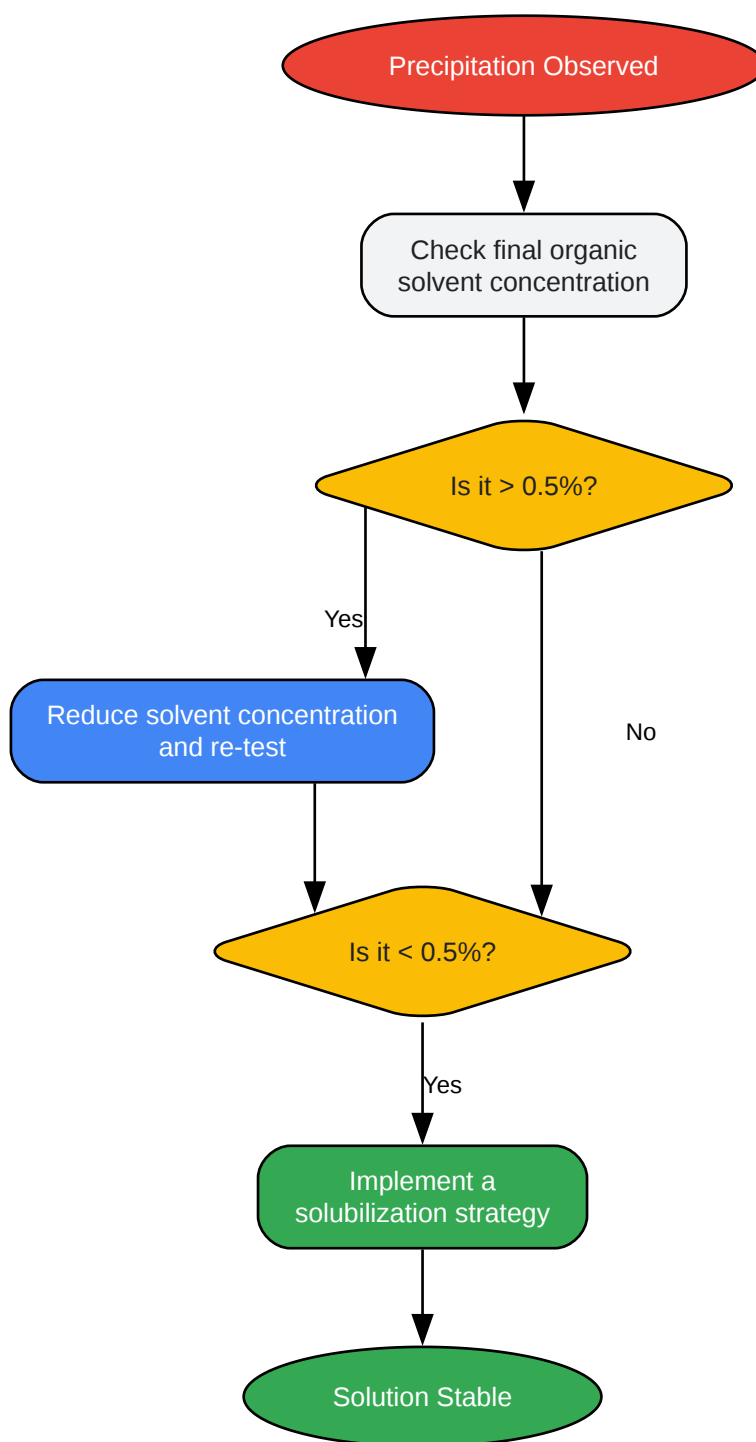 Precipitation Observed
Check final organic
solvent concentration
Is it > 0.5%?
Yes
Reduce solvent concentration
and re-test
No
Is it < 0.5%?
Yes
Implement a
solubilization strategy
Solution Stable